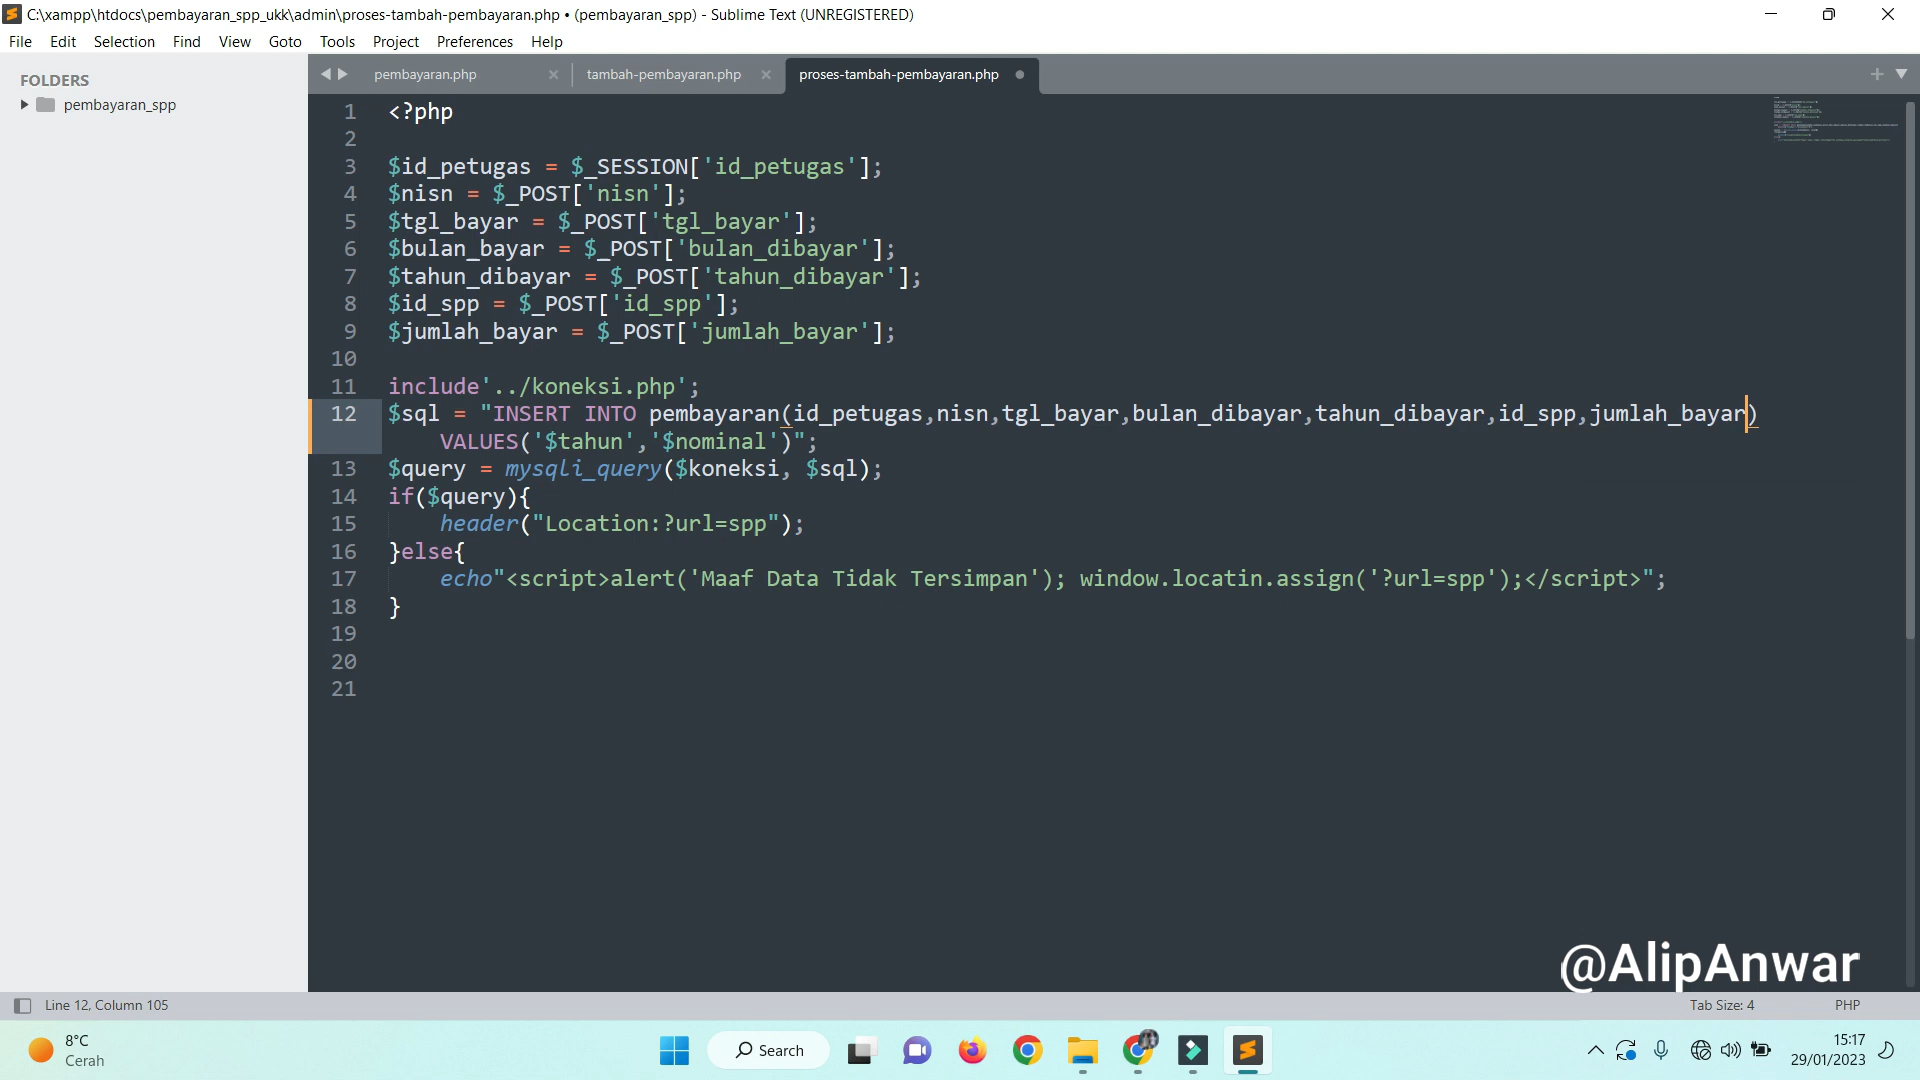 C:\xampp\htdocs\pembayaran_spp_ukk\admin\proses-tambah-pembayaran.php • (pembayaran_spp) - Sublime Text (UNREGISTERED)
File Edit Selection Find View Goto Tools Project Preferences Help
FOLDERS
pembayaran_spp
pembayaran.php tambah-pembayaran.php proses-tambah-pembayaran.php
1 <?php
2
3 $id_petugas = $_SESSION['id_petugas'];
4 $nisn = $_POST['nisn'];
5 $tgl_bayar = $_POST['tgl_bayar'];
6 $bulan_bayar = $_POST['bulan_dibayar'];
7 $tahun_dibayar = $_POST['tahun_dibayar'];
8 $id_spp = $_POST['id_spp'];
9 $jumlah_bayar = $_POST['jumlah_bayar'];
10
11 include'../koneksi.php';
12 $sql = "INSERT INTO pembayaran(id_petugas,nisn,tgl_bayar,bulan_dibayar,tahun_dibayar,id_spp,jumlah_bayar)
VALUES('$tahun','$nominal')";
13 $query = mysqli_query($koneksi, $sql);
14 if($query){
15 header("Location:?url=spp");
16 }else{
17 echo"<script>alert('Maaf Data Tidak Tersimpan'); window.locatin.assign('?url=spp');</script>";
18 }
19
20
21
@AlipAnwar
Line 12, Column 105 Tab Size: 4 PHP
8°C
Cerah
Search
15:17
29/01/2023